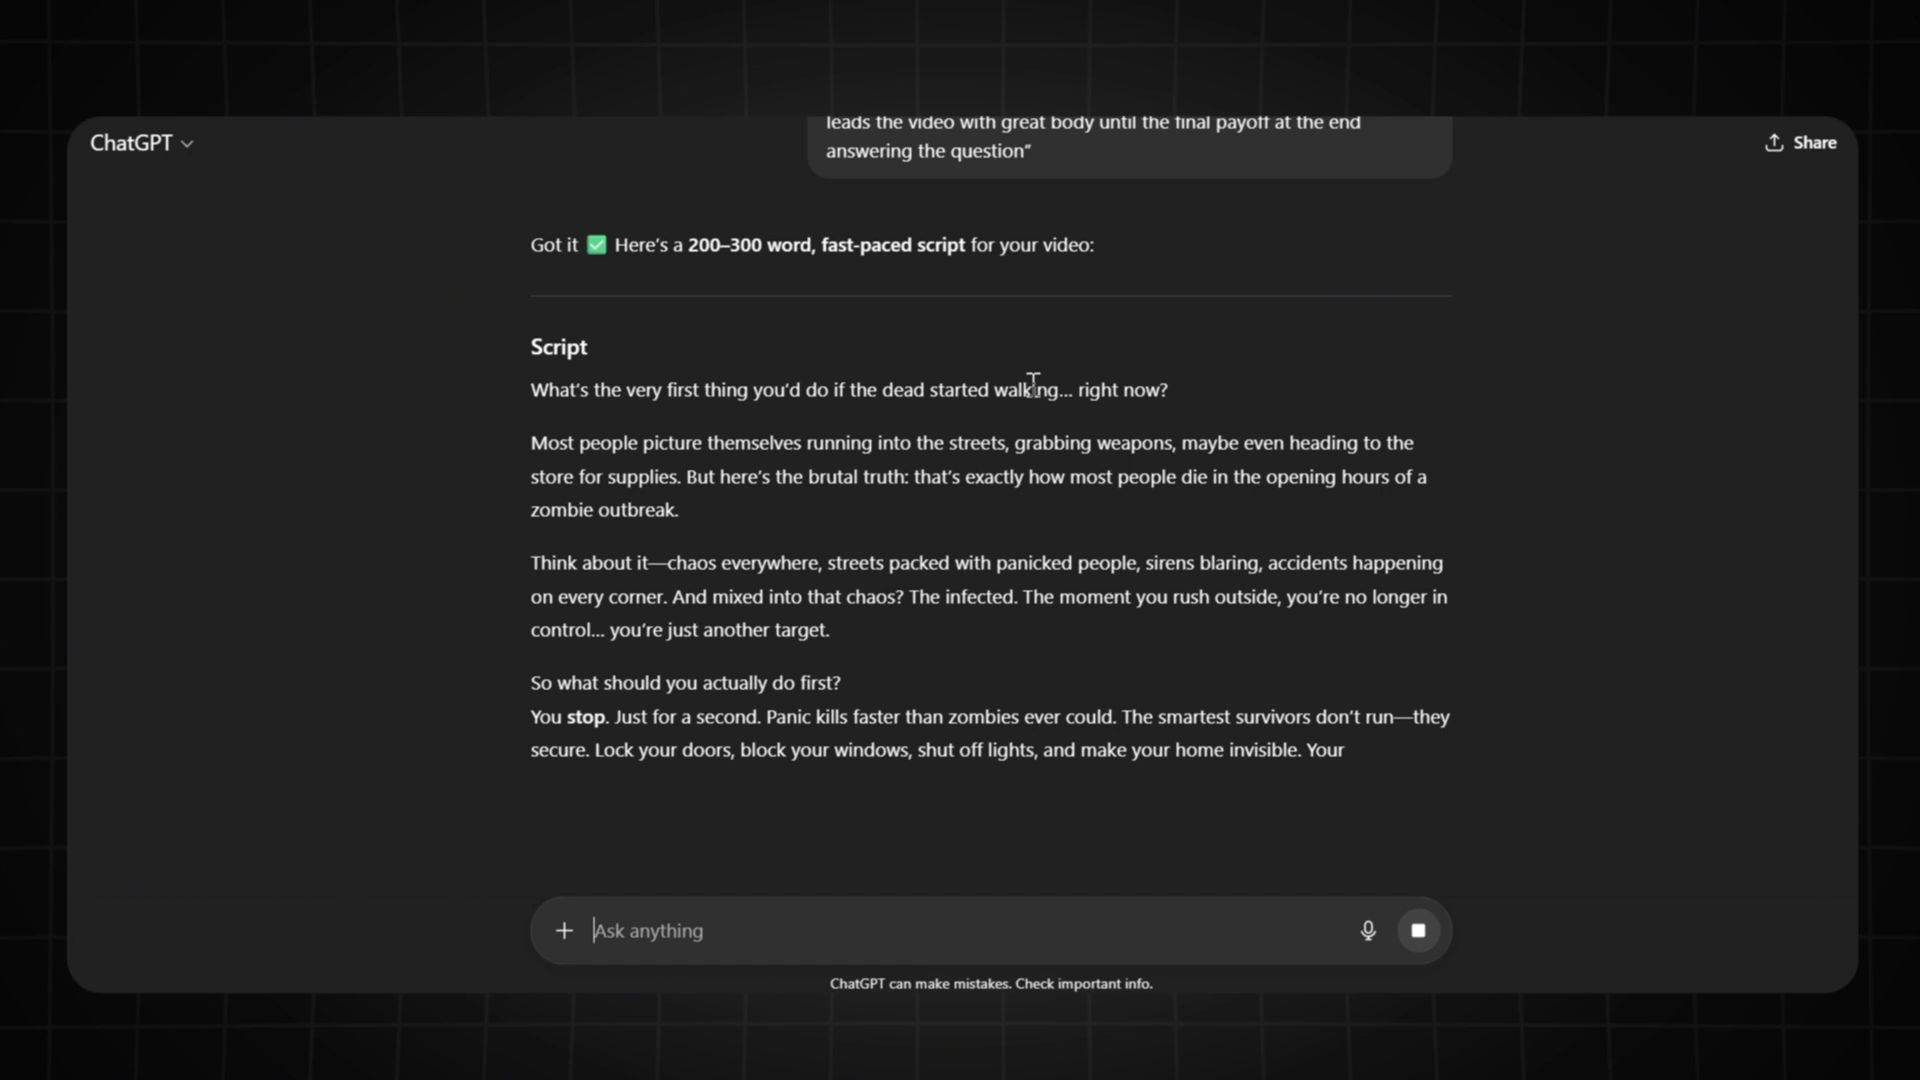 leads the video with great body until the final payoff at the end
answering the question”
ChatGPT
Share
Got it ✅ Here’s a 200–300 word, fast-paced script for your video:
Script
What’s the very first thing you’d do if the dead started walking... right now?
Most people picture themselves running into the streets, grabbing weapons, maybe even heading to the
store for supplies. But here’s the brutal truth: that’s exactly how most people die in the opening hours of a
zombie outbreak.
Think about it—chaos everywhere, streets packed with panicked people, sirens blaring, accidents happening
on every corner. And mixed into that chaos? The infected. The moment you rush outside, you’re no longer in
control... you’re just another target.
So what should you actually do first?
You stop. Just for a second. Panic kills faster than zombies ever could. The smartest survivors don’t run—they
secure. Lock your doors, block your windows, shut off lights, and make your home invisible. Your
Ask anything
ChatGPT can make mistakes. Check important info.